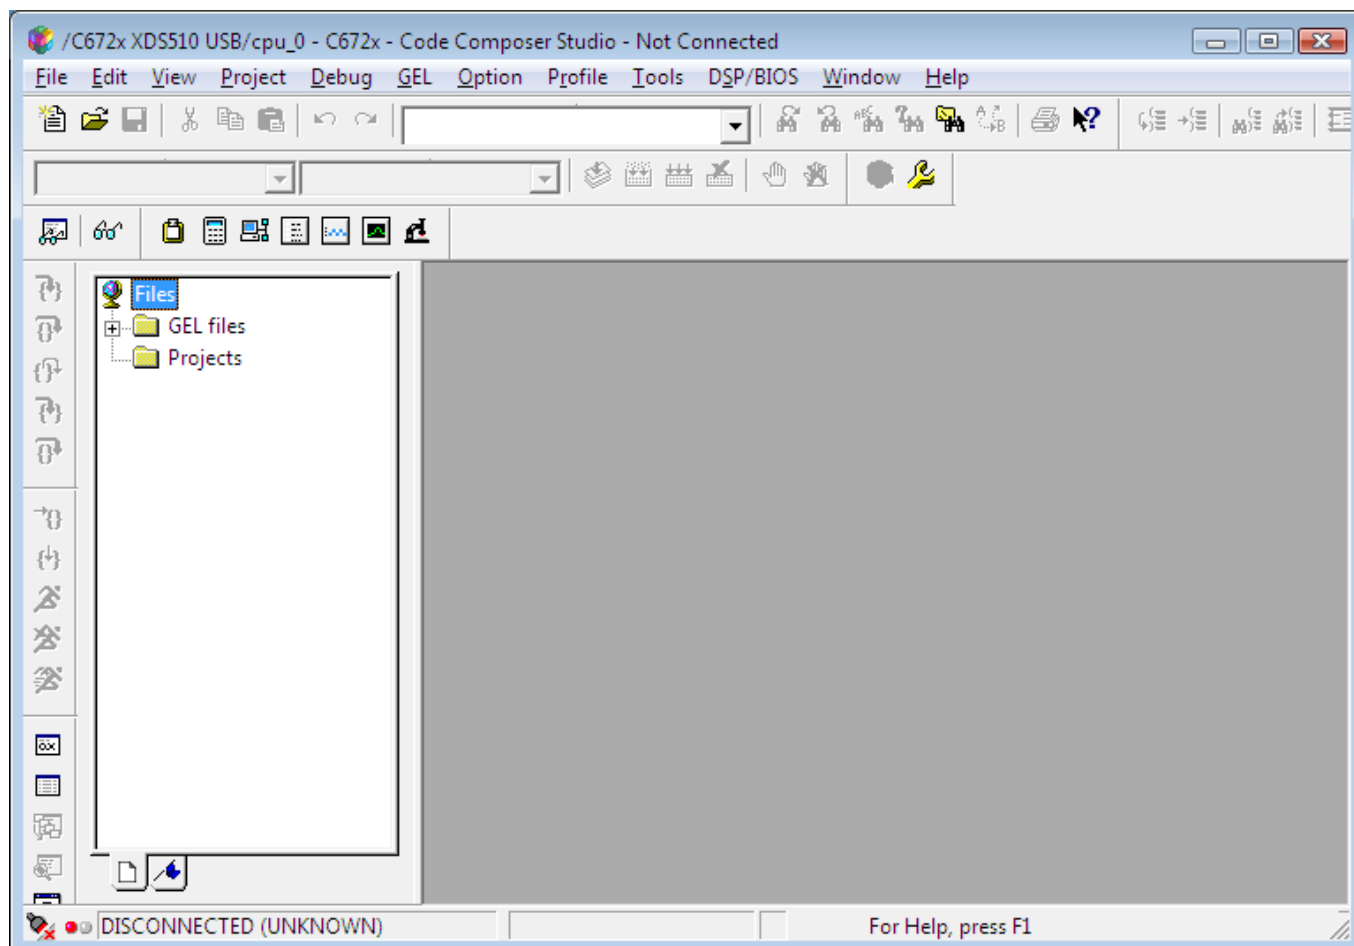 /C672x XDS510 USB/cpu_0 - C672x - Code Composer Studio - Not Connected
File Edit View Project Debug GEL Option Profile Tools DSP/BIOS Window Help
Files
GEL files
Projects
DISCONNECTED (UNKNOWN) For Help, press F1